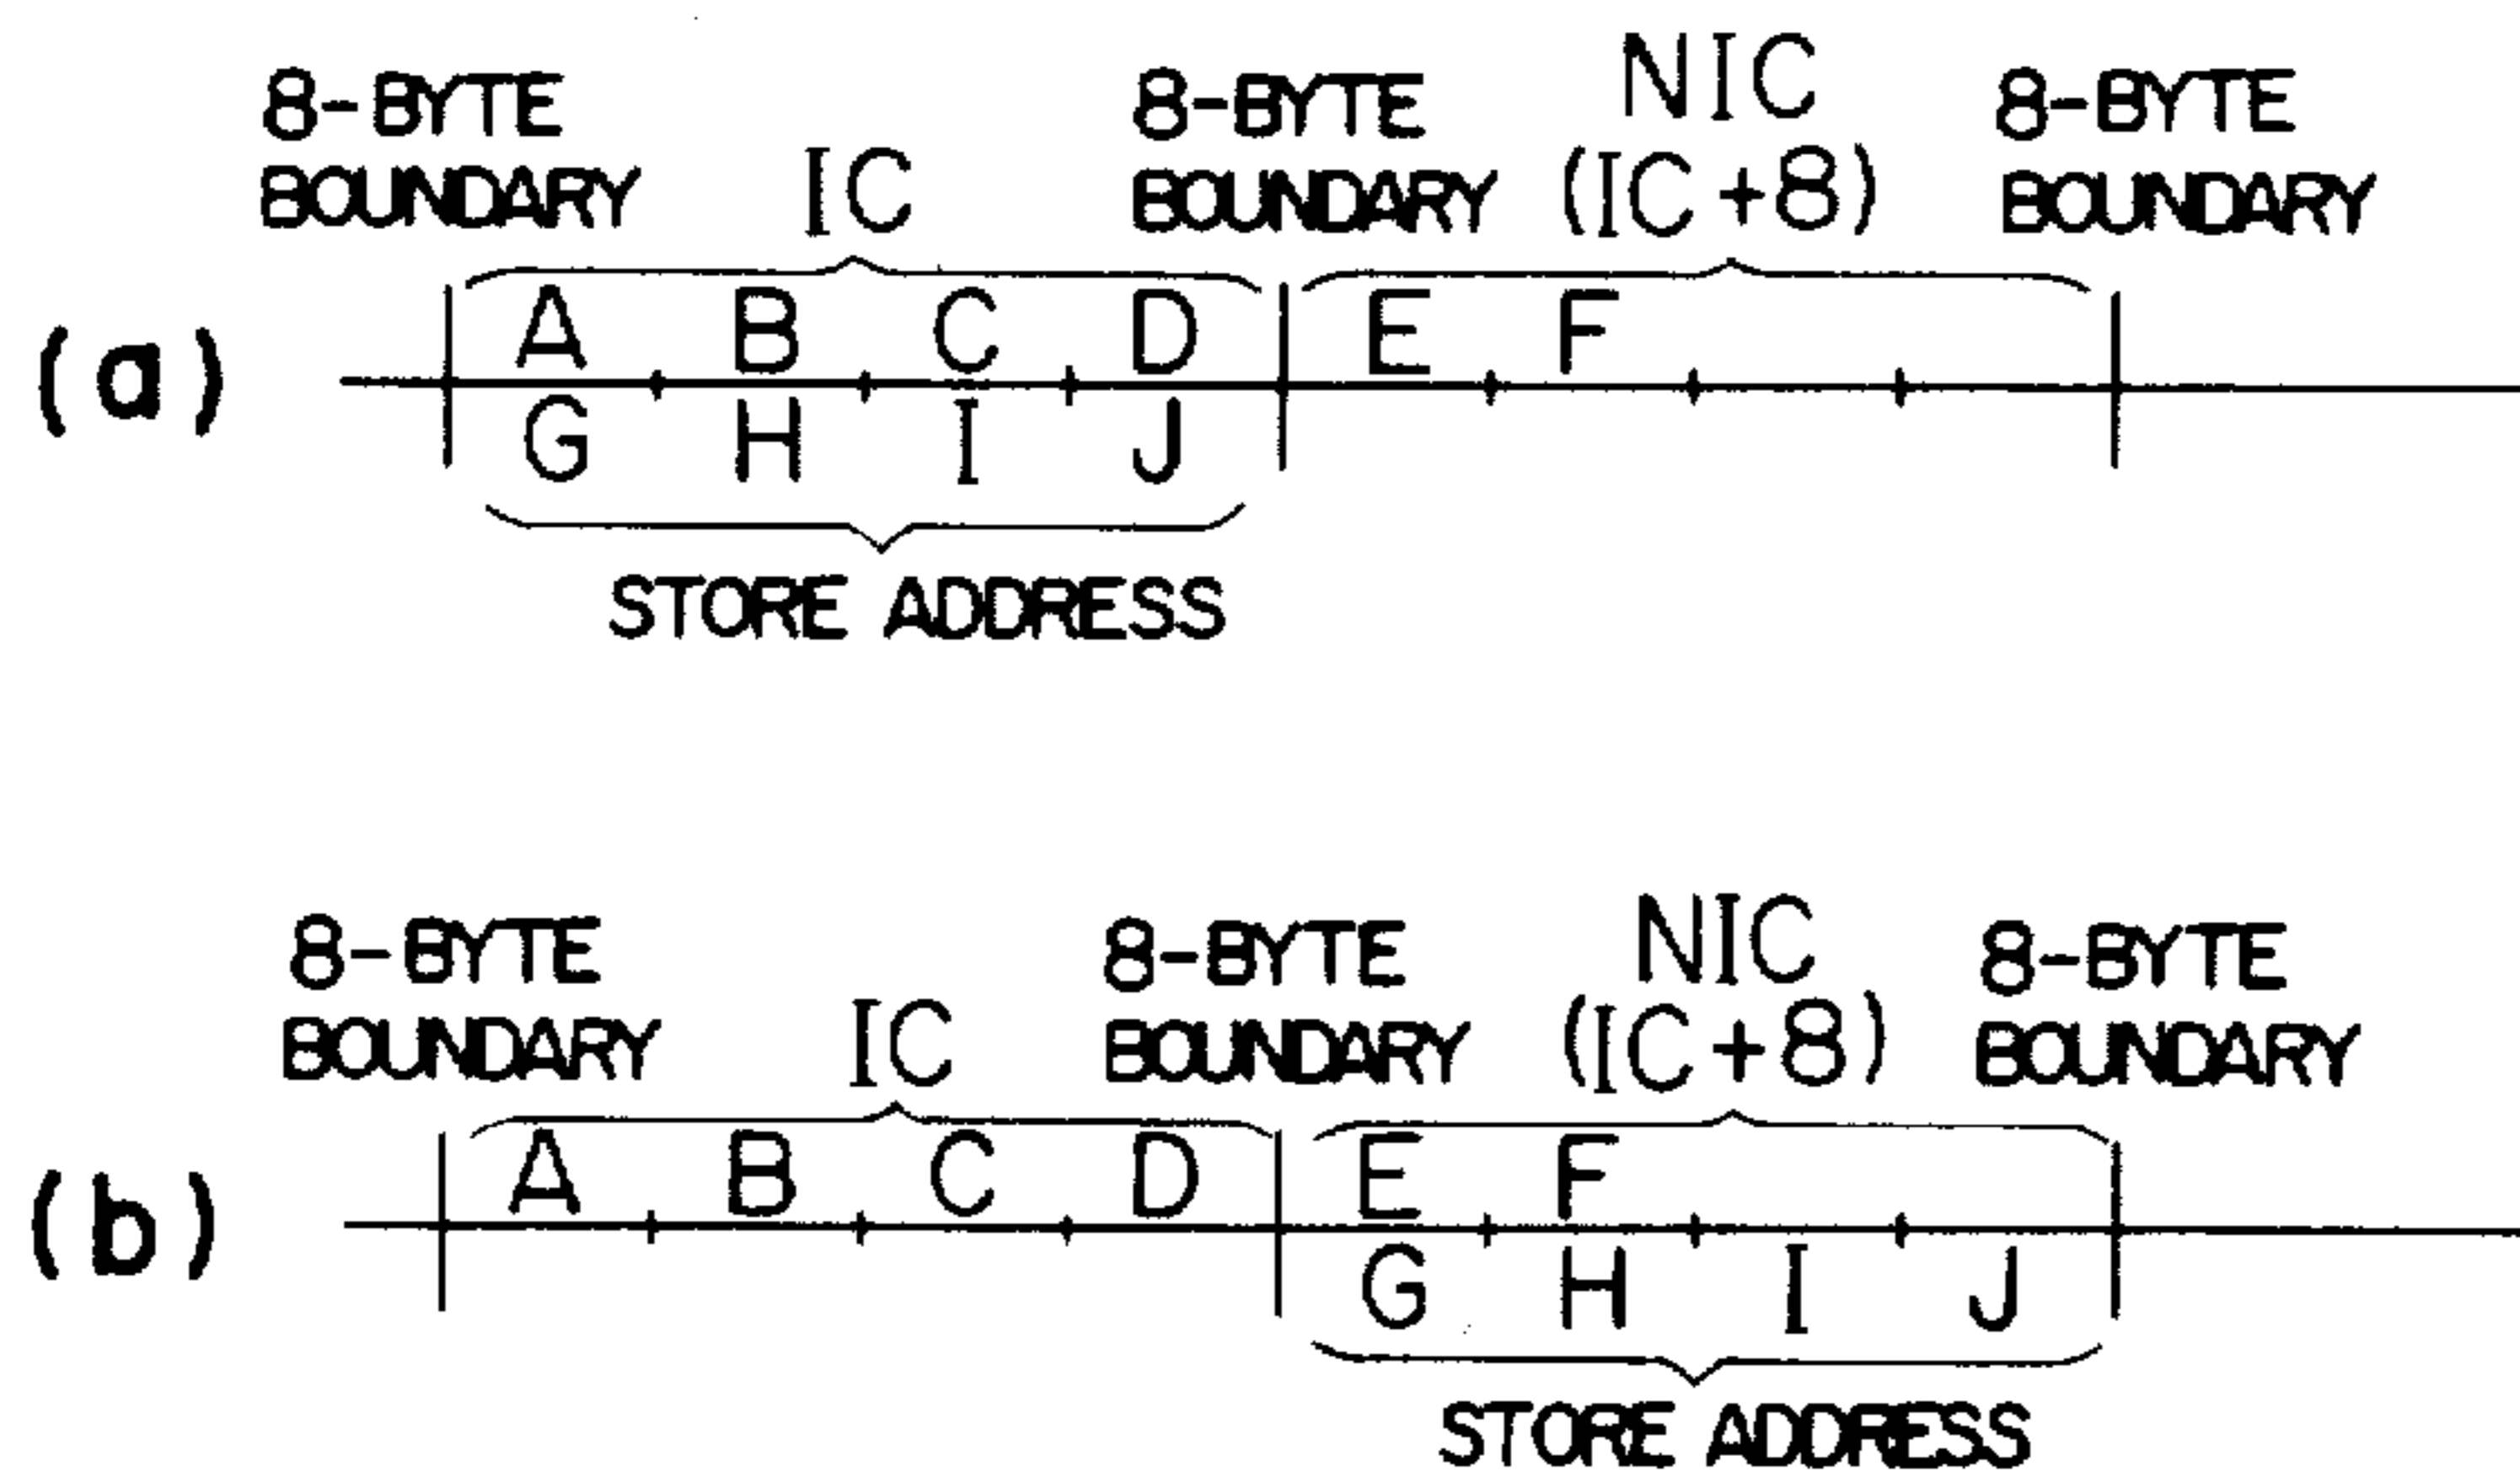 8-BYTE BOUNDARY
IC
8-BYTE BOUNDARY
NIC
(IC+8)
8-BYTE BOUNDARY
(a)
A B C D E F
G H I J
STORE ADDRESS
8-BYTE BOUNDARY
IC
8-BYTE BOUNDARY
NIC
(IC+8)
8-BYTE BOUNDARY
(b)
A B C D E F
G H I J
STORE ADDRESS